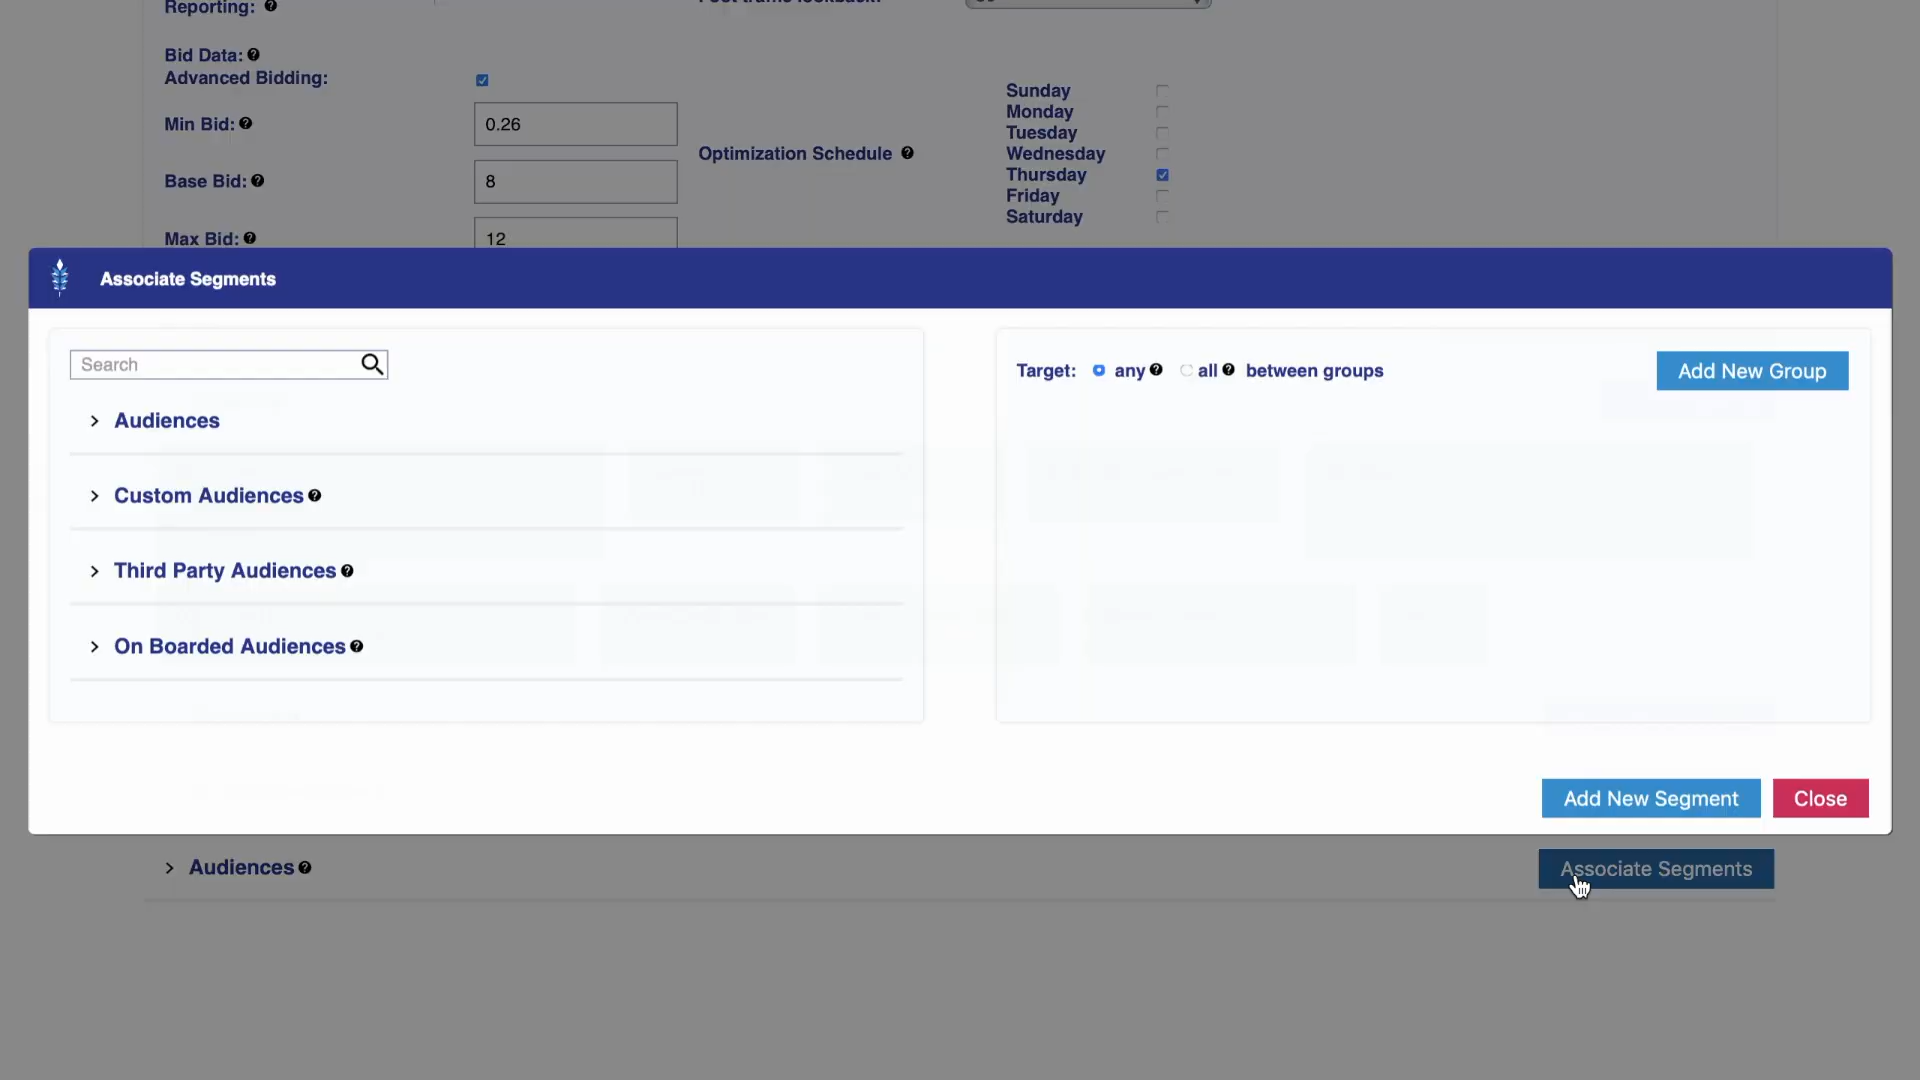 Reporting:
Bid Data:
Advanced Bidding:
Min Bid:
0.26
Base Bid:
8
Max Bid:
12
Optimization Schedule
Sunday
Monday
Tuesday
Wednesday
Thursday
Friday
Saturday
Associate Segments
Search
Audiences
Custom Audiences
Third Party Audiences
On Boarded Audiences
Target: any all between groups
Add New Group
Add New Segment
Close
Audiences
Associate Segments